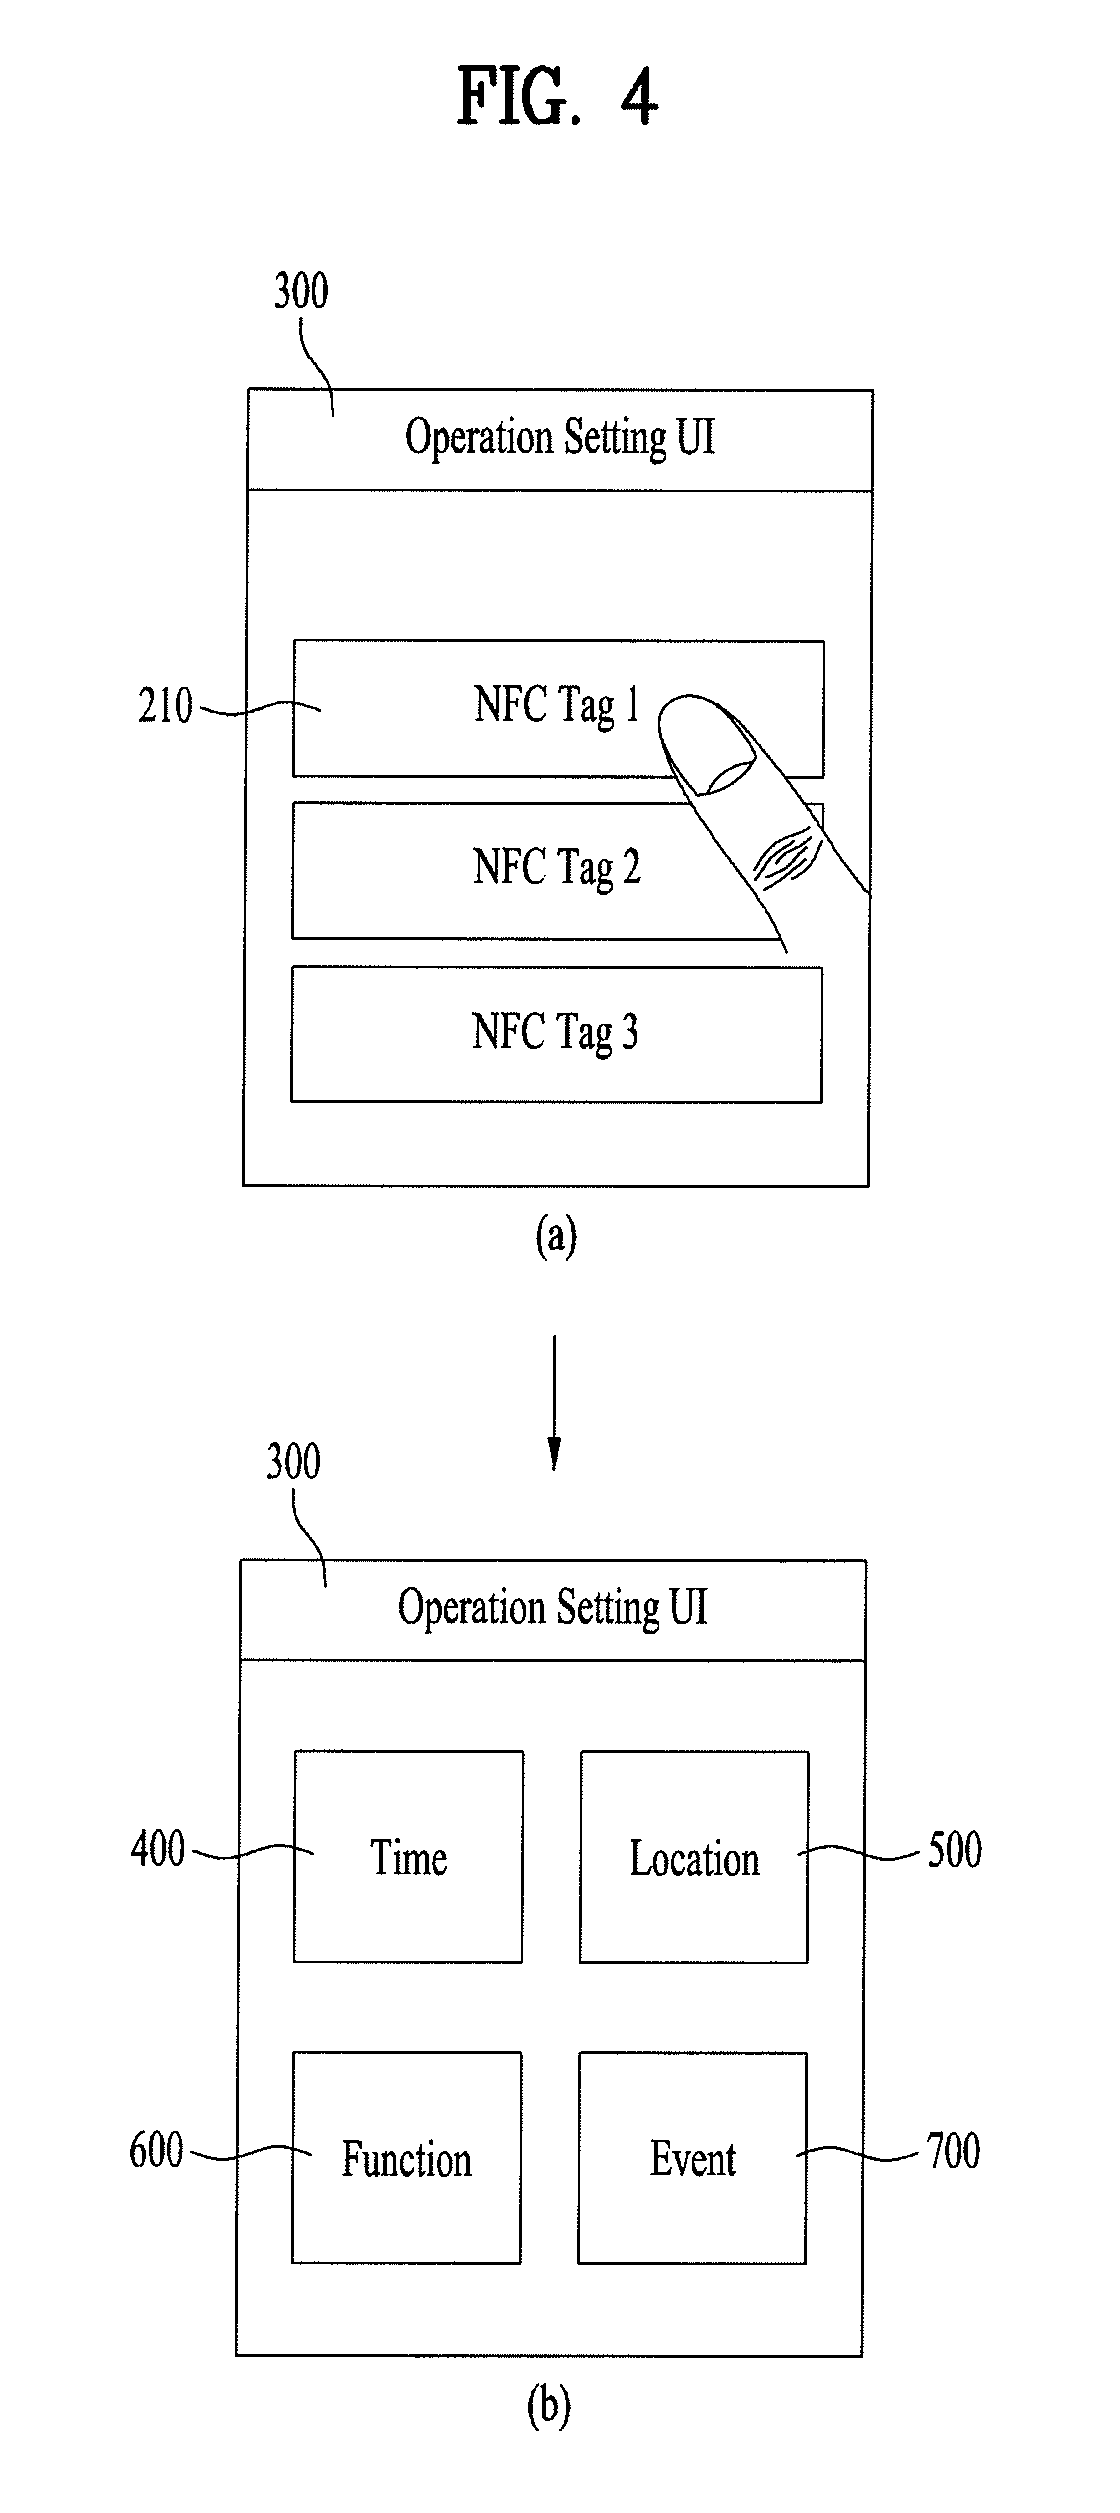 FIG. 4
300
Operation Setting UI
210
NFC Tag 1
NFC Tag 2
NFC Tag 3
(a)
300
Operation Setting UI
400
Time
Location
500
600
Function
Event
700
(b)